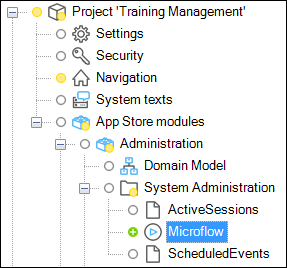 Project 'Training Management'
Settings
Security
Navigation
System texts
App Store modules
Administration
Domain Model
System Administration
ActiveSessions
Microflow
ScheduledEvents